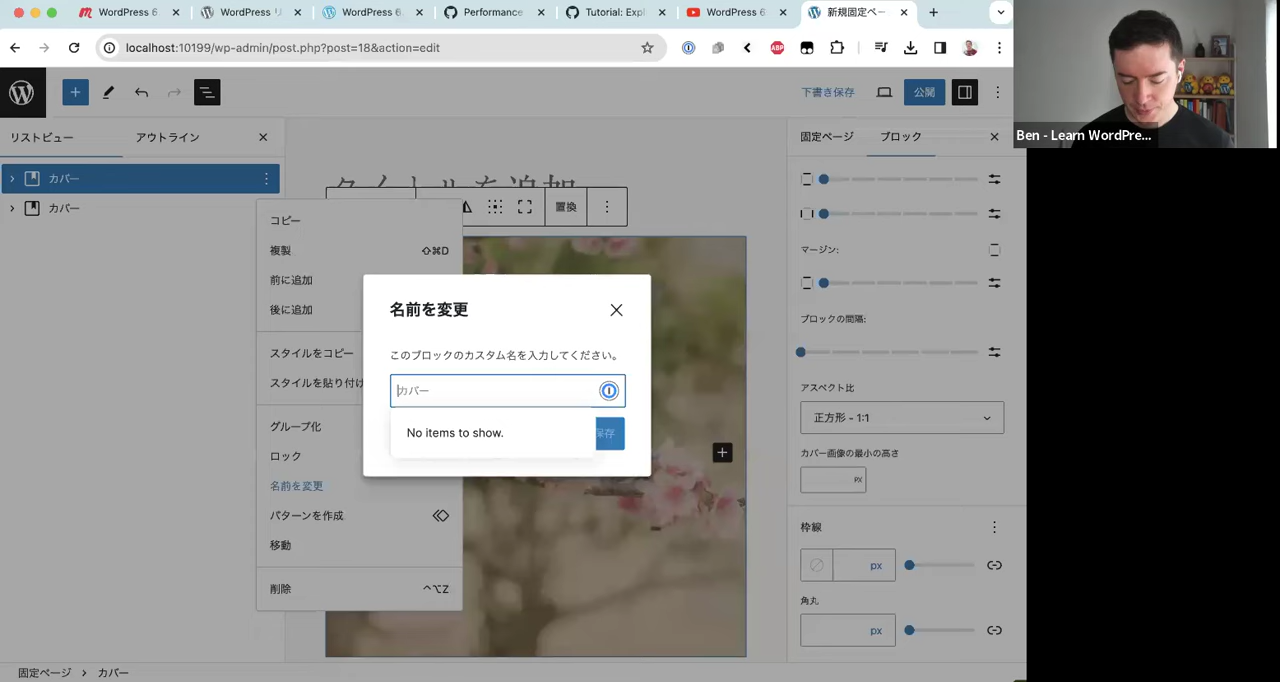 WordPress 6
WordPress リ
WordPress 6
Performance
Tutorial: Expl
WordPress 6
新規固定ペー
localhost:10199/wp-admin/post.php?post=18&action=edit
ABP
Ben - Learn WordPre...
下書き保存
公開
リストビュー
アウトライン
固定ページ
ブロック
カバー
カバー
タイトルを追加
置換
コピー
複製
⇧⌘D
前に追加
後に追加
スタイルをコピー
スタイルを貼り付け
グループ化
ロック
名前を変更
パターンを作成
移動
削除
^⌥Z
名前を変更
このブロックのカスタム名を入力してください。
カバー
No items to show.
保存
マージン:
ブロックの間隔:
アスペクト比
正方形 - 1:1
カバー画像の最小の高さ
PX
枠線
px
角丸
px
固定ページ
カバー